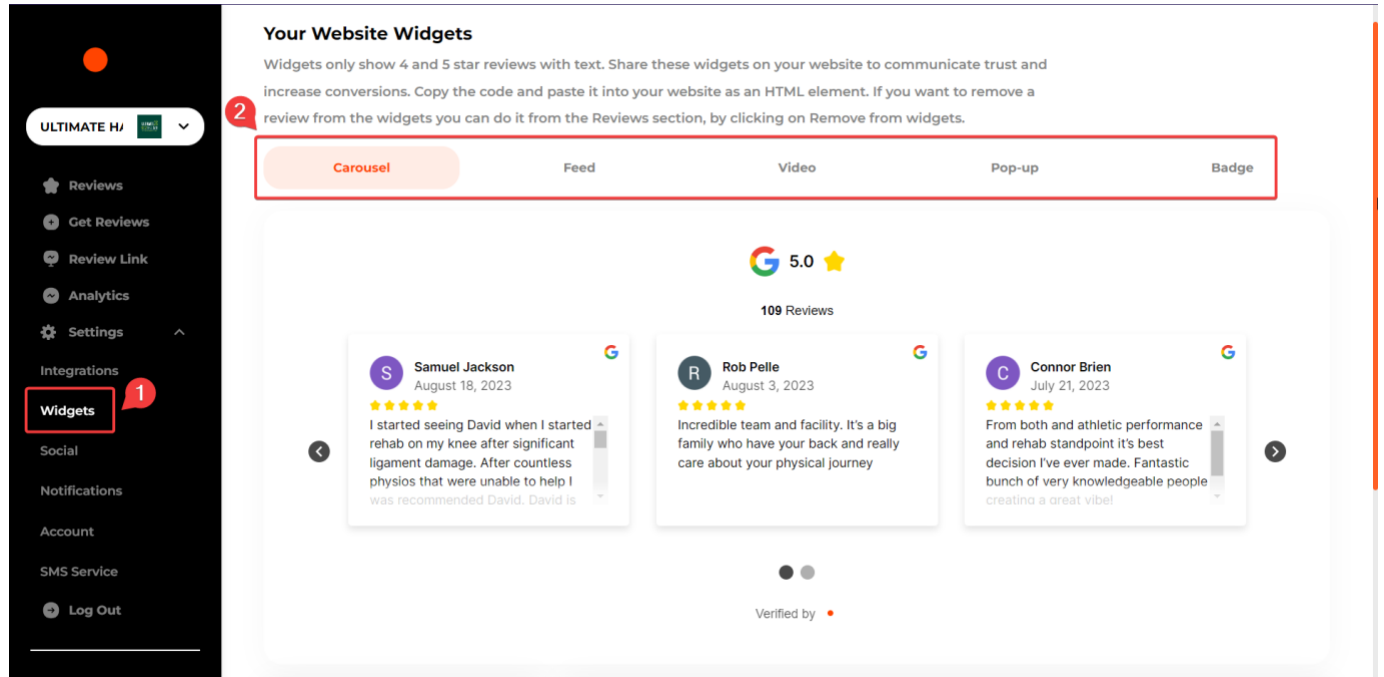 ULTIMATE H/
Reviews
Get Reviews
Review Link
Analytics
Settings
Integrations
Widgets
1
Social
Notifications
Account
SMS Service
Log Out
Your Website Widgets
Widgets only show 4 and 5 star reviews with text. Share these widgets on your website to communicate trust and
increase conversions. Copy the code and paste it into your website as an HTML element. If you want to remove a
review from the widgets you can do it from the Reviews section, by clicking on Remove from widgets.
2
Carousel
Feed
Video
Pop-up
Badge
G 5.0
109 Reviews
S
Samuel Jackson
G
August 18, 2023
I started seeing David when I started
rehab on my knee after significant
ligament damage. After countless
physios that were unable to help I
was recommended David. David is
R
Rob Pelle
G
August 3, 2023
Incredible team and facility. It's a big
family who have your back and really
care about your physical journey
C
Connor Brien
G
July 21, 2023
From both and athletic performance
and rehab standpoint it's best
decision I've ever made. Fantastic
bunch of very knowledgeable people
creating a great vibe!
Verified by